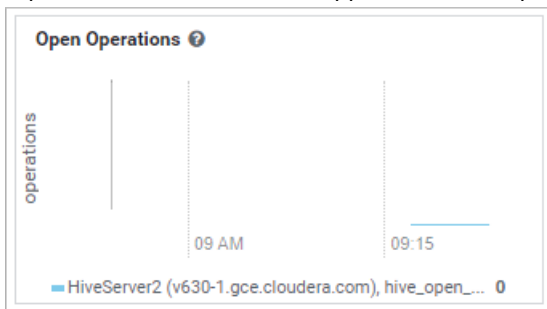 Open Operations
operations
09 AM 09:15
HiveServer2 (v630-1.gce.cloudera.com), hive_open_... 0